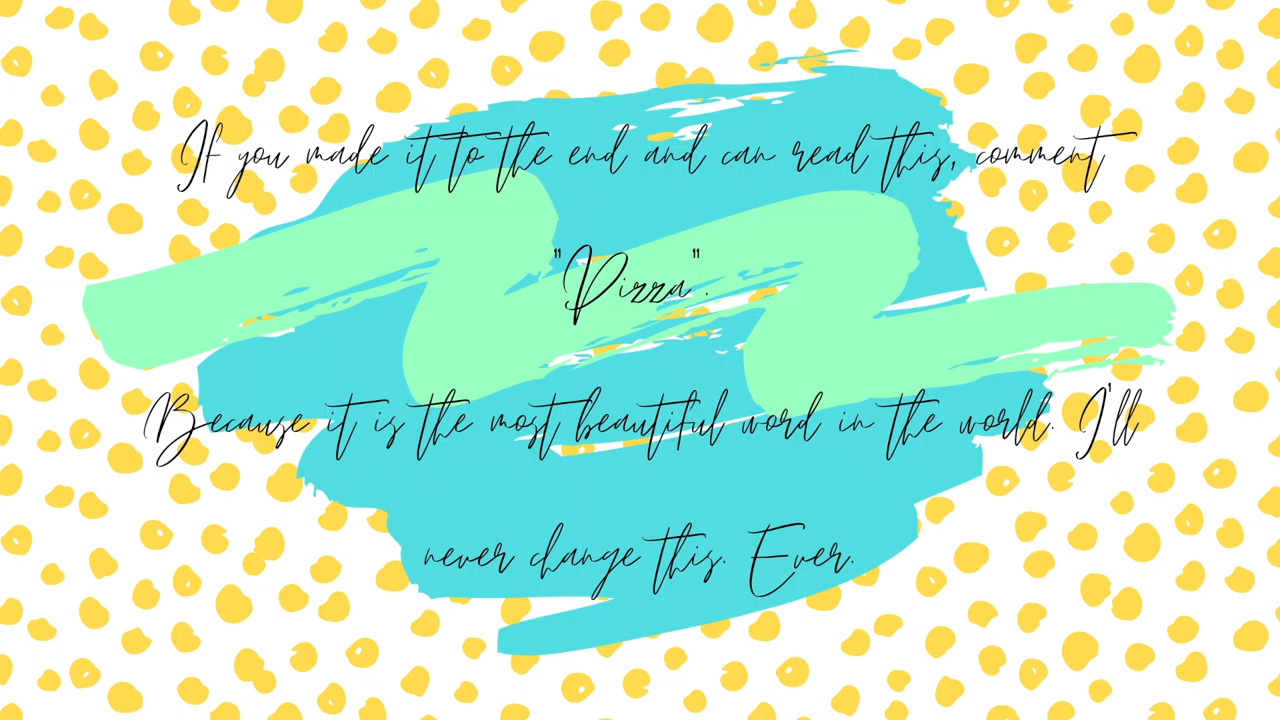 If you made it to the end and can read this, comment
"Pizza".
Because it is the most beautiful word in the world. I'll
never change this. Ever.